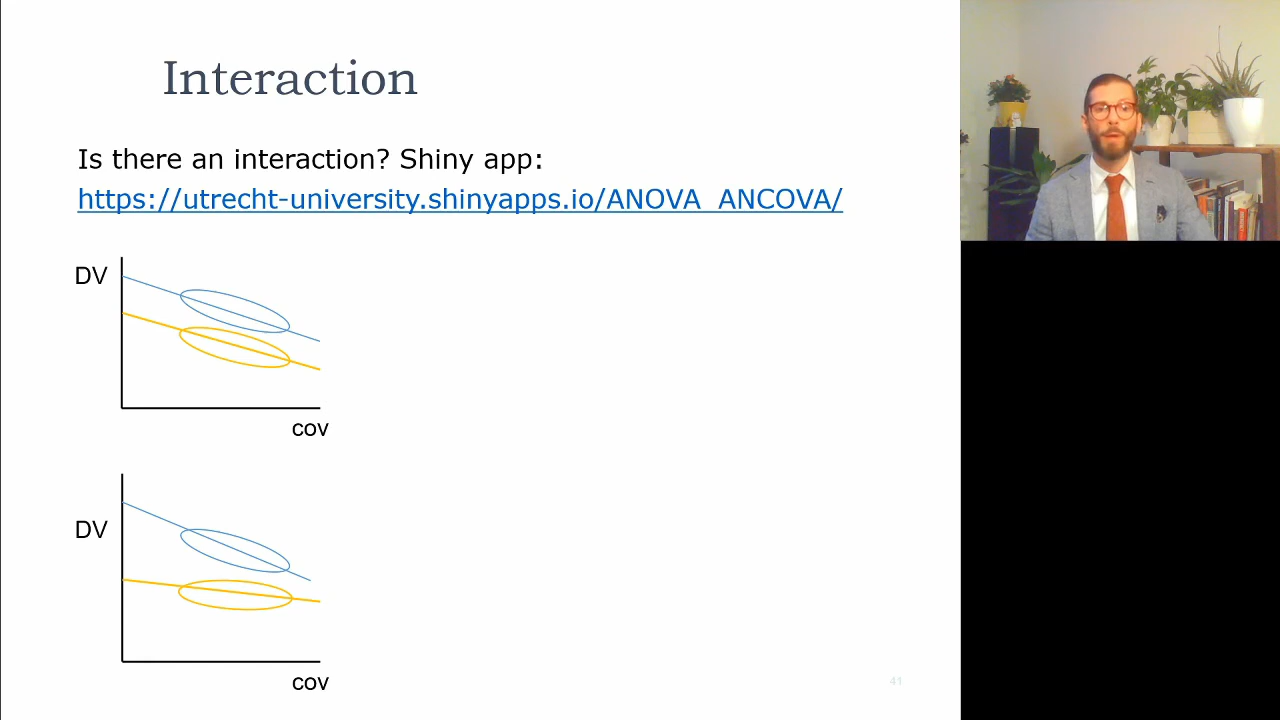 Interaction
Is there an interaction? Shiny app:
https://utrecht-university.shinyapps.io/ANOVA_ANCOVA/
DV
cov
DV
cov
41